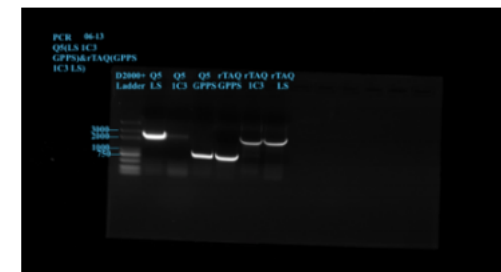 PCR 06-13
Q5(LS 1C3
GPPS)&rTAQ(GPPS
1C3 LS)
D2000+ Q5 Q5 Q5 rTAQ rTAQ rTAQ
Ladder LS 1C3 GPPS GPPS 1C3 LS
3000
2000
1000
750